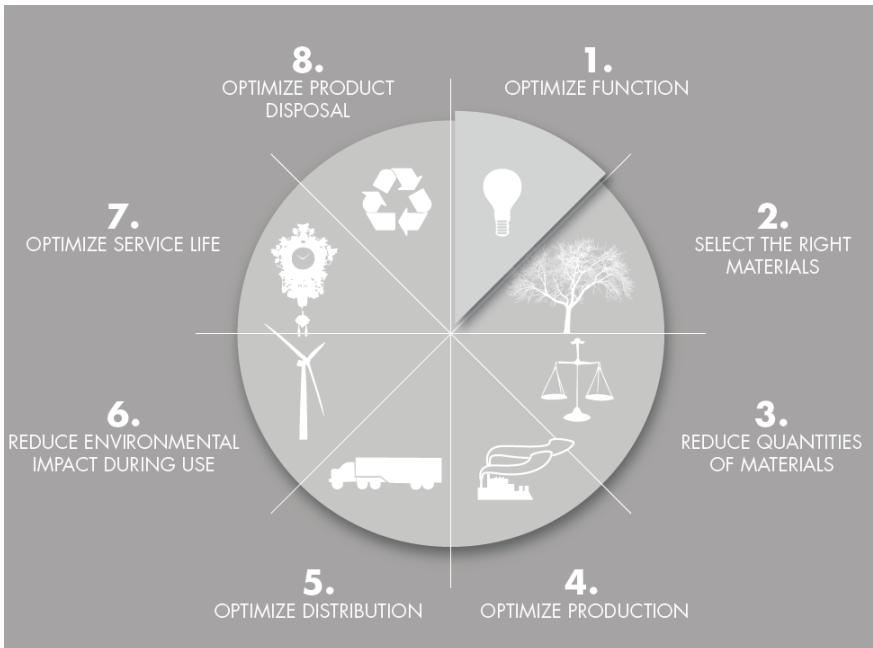 1.
OPTIMIZE FUNCTION
2.
SELECT THE RIGHT
MATERIALS
3.
REDUCE QUANTITIES
OF MATERIALS
4.
OPTIMIZE PRODUCTION
5.
OPTIMIZE DISTRIBUTION
6.
REDUCE ENVIRONMENTAL
IMPACT DURING USE
7.
OPTIMIZE SERVICE LIFE
8.
OPTIMIZE PRODUCT
DISPOSAL